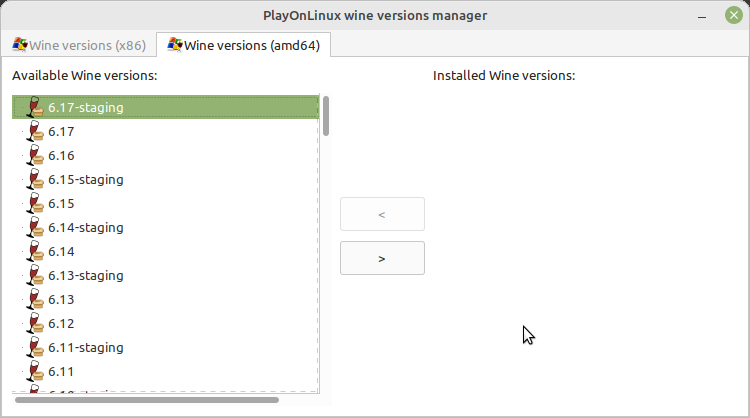 PlayOnLinux wine versions manager
Wine versions (x86)
Wine versions (amd64)
Available Wine versions:
Installed Wine versions:
6.17-staging
6.17
6.16
6.15-staging
6.15
6.14-staging
6.14
6.13-staging
6.13
6.12
6.11-staging
6.11
<
>